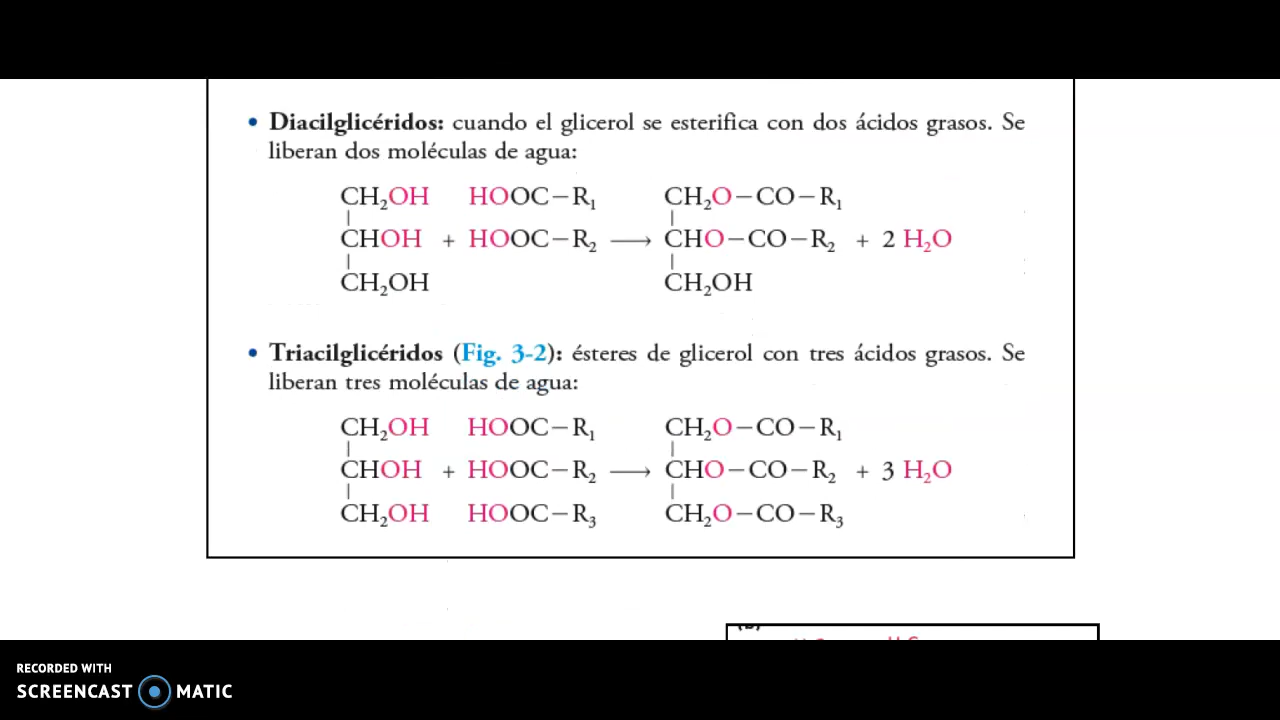 • Diacilglicéridos: cuando el glicerol se esterifica con dos ácidos grasos. Se
liberan dos moléculas de agua:
CH₂OH HOOC–R₁ CH₂O–CO–R₁
CHOH + HOOC–R₂ ⟶ CHO–CO–R₂ + 2 H₂O
CH₂OH CH₂OH
• Triacilglicéridos (Fig. 3-2): ésteres de glicerol con tres ácidos grasos. Se
liberan tres moléculas de agua:
CH₂OH HOOC–R₁ CH₂O–CO–R₁
CHOH + HOOC–R₂ ⟶ CHO–CO–R₂ + 3 H₂O
CH₂OH HOOC–R₃ CH₂O–CO–R₃
RECORDED WITH
SCREENCAST MATIC